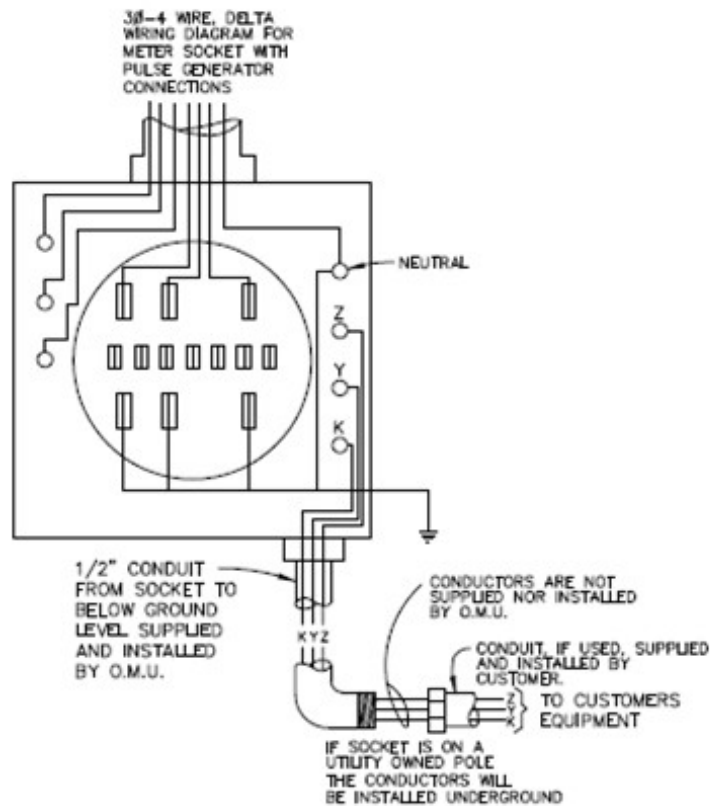 3Ø-4 WIRE, DELTA
WIRING DIAGRAM FOR
METER SOCKET WITH
PULSE GENERATOR
CONNECTIONS
NEUTRAL
Z
Y
K
1/2" CONDUIT
FROM SOCKET TO
BELOW GROUND
LEVEL SUPPLIED
AND INSTALLED
BY O.M.U.
CONDUCTORS ARE NOT
SUPPLIED NOR INSTALLED
BY O.M.U.
K Y Z
CONDUIT, IF USED, SUPPLIED
AND INSTALLED BY
CUSTOMER.
Z
Y
K
TO CUSTOMERS
EQUIPMENT
IF SOCKET IS ON A
UTILITY OWNED POLE
THE CONDUCTORS WILL
BE INSTALLED UNDERGROUND